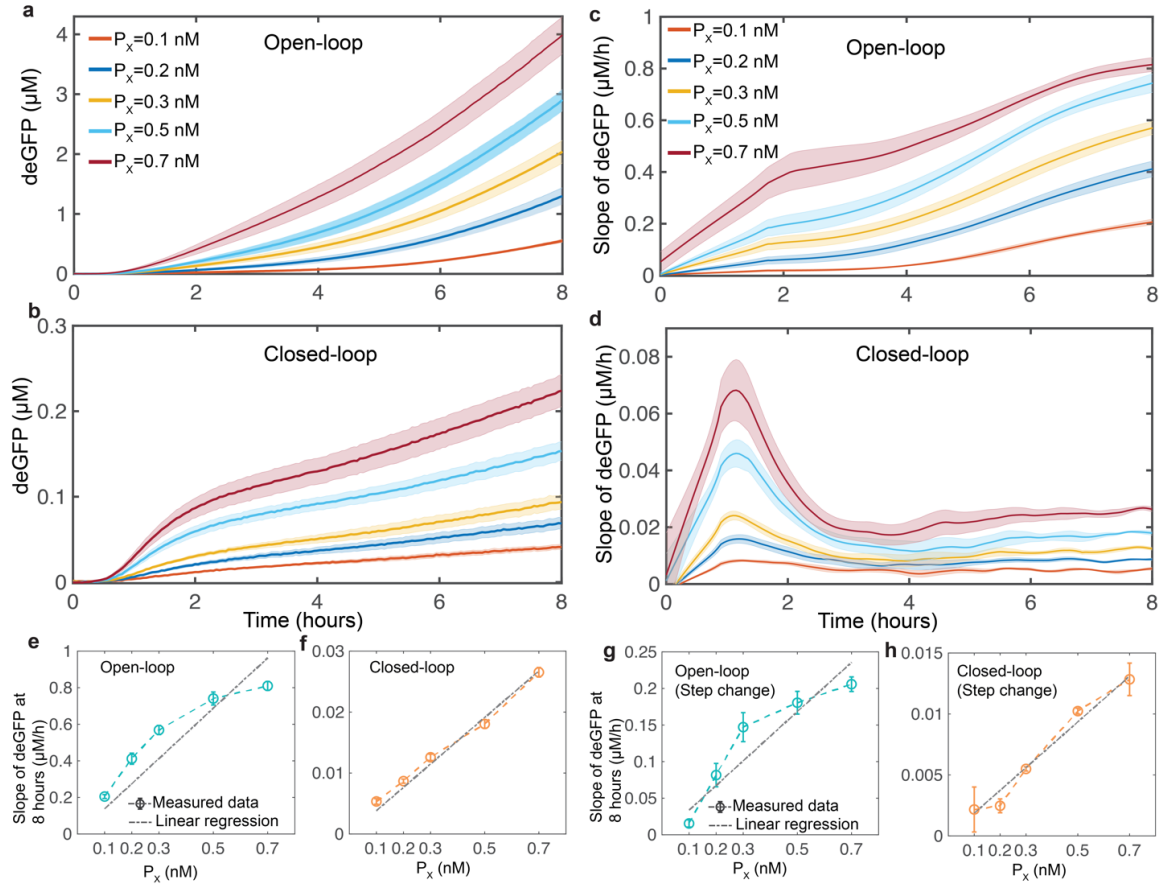 a
Open-loop
P_x=0.1 nM
P_x=0.2 nM
P_x=0.3 nM
P_x=0.5 nM
P_x=0.7 nM
deGFP (µM)
4
3
2
1
0
0 2 4 6 8
b
Closed-loop
deGFP (µM)
0.3
0.2
0.1
0
0 2 4 6 8
Time (hours)
c
Open-loop
P_x=0.1 nM
P_x=0.2 nM
P_x=0.3 nM
P_x=0.5 nM
P_x=0.7 nM
Slope of deGFP (µM/h)
1
0.8
0.6
0.4
0.2
0
0 2 4 6 8
d
Closed-loop
Slope of deGFP (µM/h)
0.08
0.06
0.04
0.02
0
0 2 4 6 8
Time (hours)
e
Open-loop
Slope of deGFP at
8 hours (µM/h)
1
0.8
0.6
0.4
0.2
0
Measured data
Linear regression
0.1 0.2 0.3 0.5 0.7
P_x (nM)
f
Closed-loop
0.03
0.02
0.01
0
0.1 0.2 0.3 0.5 0.7
P_x (nM)
g
Open-loop
(Step change)
Slope of deGFP at
8 hours (µM/h)
0.25
0.2
0.15
0.1
0.05
0
Measured data
Linear regression
0.1 0.2 0.3 0.5 0.7
P_x (nM)
h
Closed-loop
(Step change)
0.015
0.01
0.005
0
0.1 0.2 0.3 0.5 0.7
P_x (nM)